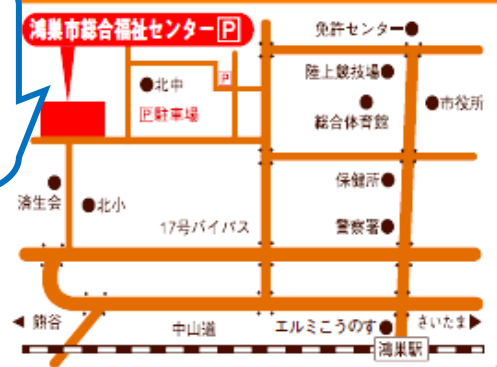 鴻巣市総合福祉センターP
免許センター
陸上競技場
北中
P
市役所
P駐車場
総合体育館
保健所
済生会
北小
17号バイパス
警察署
熊谷
中山道
エルミこうのす
さいたま
鴻巣駅